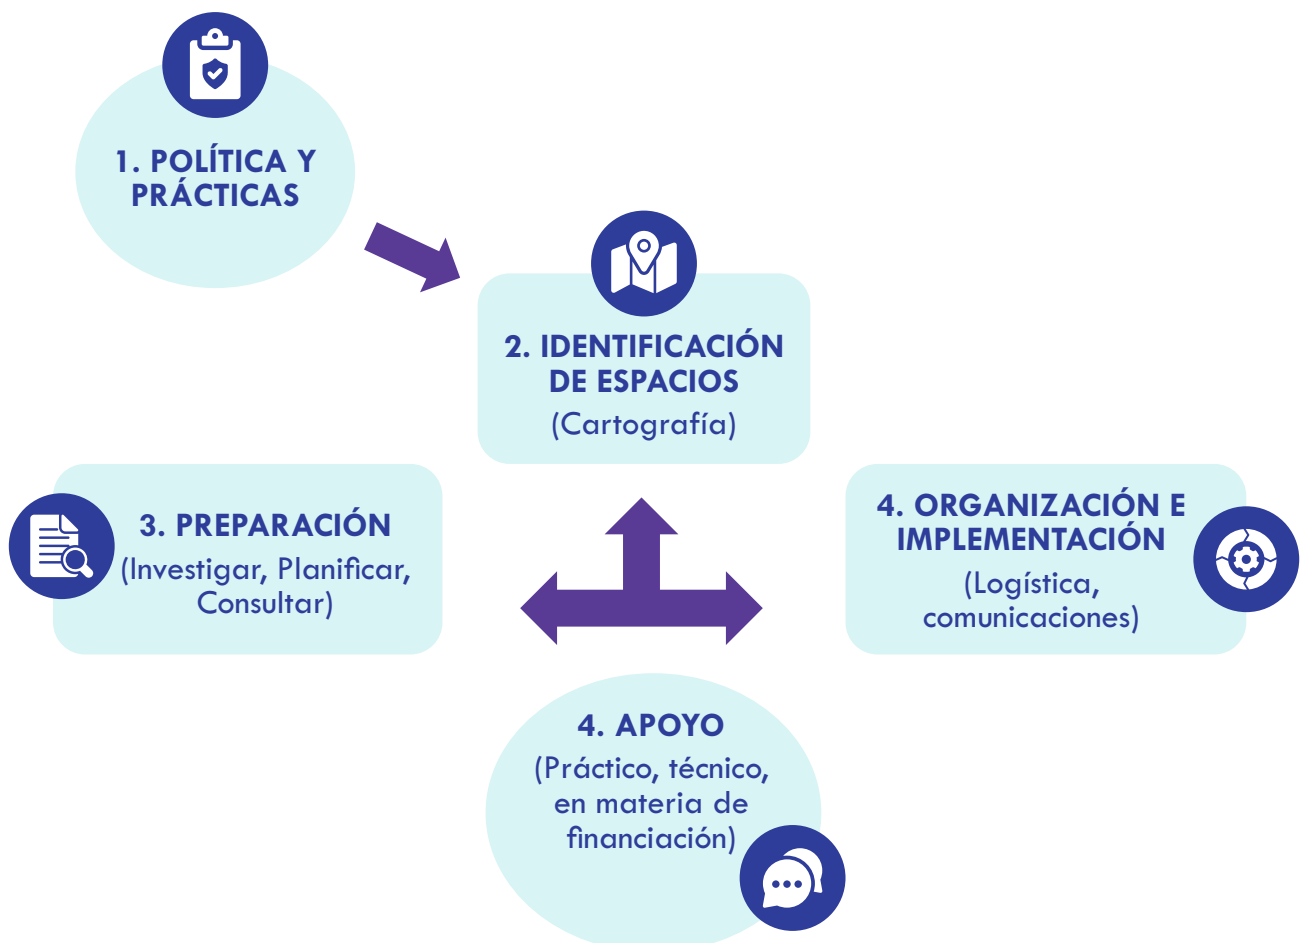 1. POLÍTICA Y
PRÁCTICAS
2. IDENTIFICACIÓN
DE ESPACIOS
(Cartografía)
3. PREPARACIÓN
(Investigar, Planificar,
Consultar)
4. ORGANIZACIÓN E
IMPLEMENTACIÓN
(Logística,
comunicaciones)
4. APOYO
(Práctico, técnico,
en materia de
financiación)